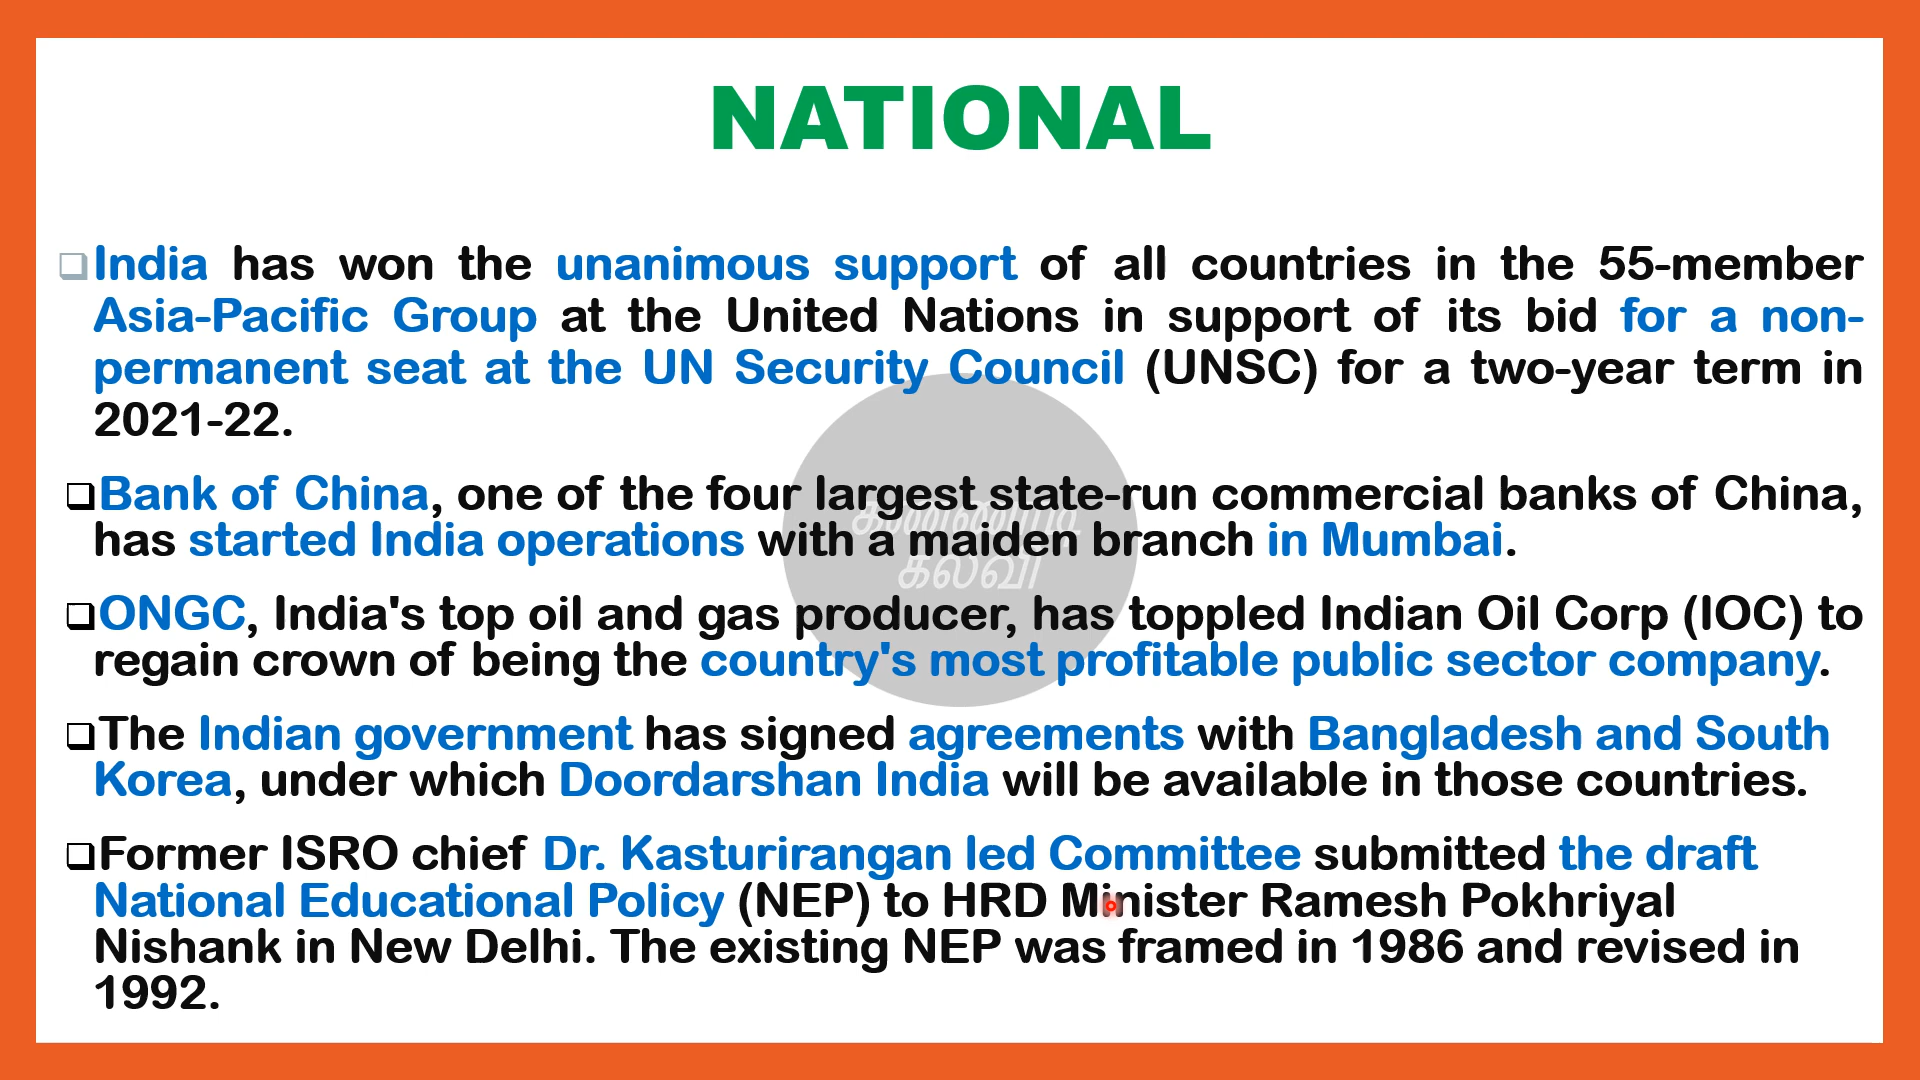 NATIONAL
India has won the unanimous support of all countries in the 55-member
Asia-Pacific Group at the United Nations in support of its bid for a non-
permanent seat at the UN Security Council (UNSC) for a two-year term in
2021-22.
Bank of China, one of the four largest state-run commercial banks of China,
has started India operations with a maiden branch in Mumbai.
ONGC, India's top oil and gas producer, has toppled Indian Oil Corp (IOC) to
regain crown of being the country's most profitable public sector company.
The Indian government has signed agreements with Bangladesh and South
Korea, under which Doordarshan India will be available in those countries.
Former ISRO chief Dr. Kasturirangan led Committee submitted the draft
National Educational Policy (NEP) to HRD Minister Ramesh Pokhriyal
Nishank in New Delhi. The existing NEP was framed in 1986 and revised in
1992.
கல்வி